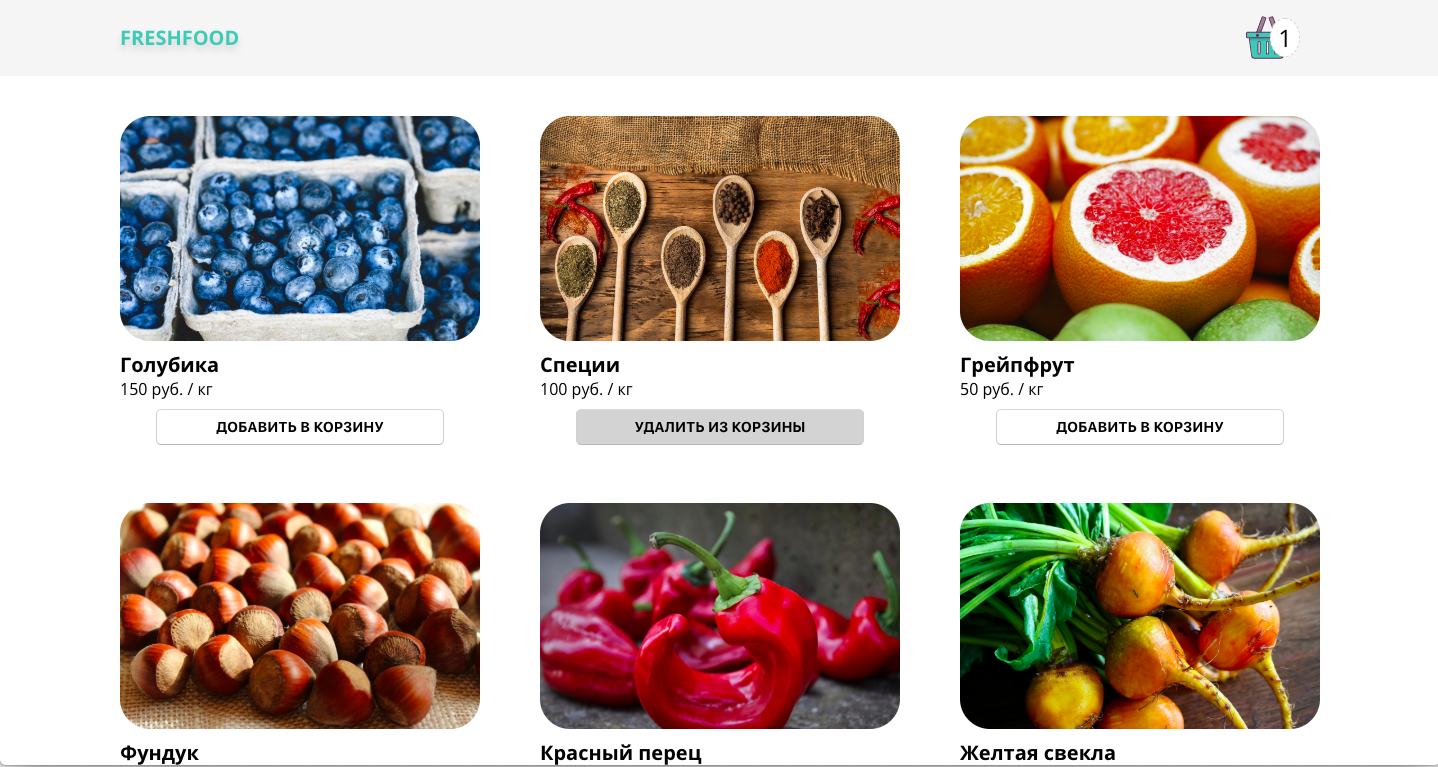 FRESHFOOD
1
Голубика
150 руб. / кг
ДОБАВИТЬ В КОРЗИНУ
Специи
100 руб. / кг
УДАЛИТЬ ИЗ КОРЗИНЫ
Грейпфрут
50 руб. / кг
ДОБАВИТЬ В КОРЗИНУ
Фундук
Красный перец
Желтая свекла